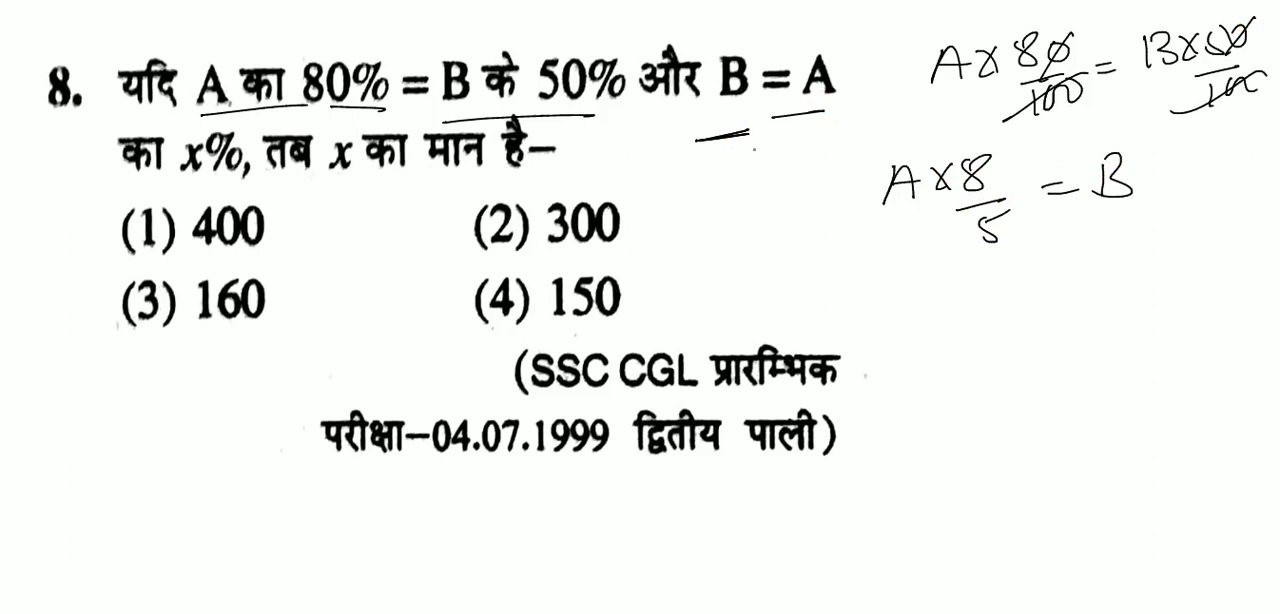 8. यदि A का 80% = B के 50% और B = A
का x%, तब x का मान है–
(1) 400 (2) 300
(3) 160 (4) 150
(SSC CGL प्रारम्भिक
परीक्षा–04.07.1999 द्वितीय पाली)
A × 80/100 = B × 50/100
A × 8/5 = B